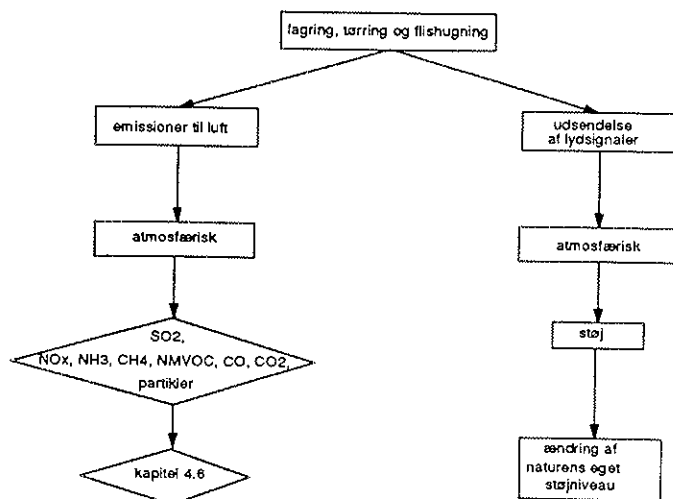 lagring, tørring og flishugning
emissioner til luft
udsendelse
af lydsignaler
atmosfærisk
atmosfærisk
SO2,
NOx, NH3, CH4, NMVOC, CO, CO2,
partikler
støj
kapitel 4.6
ændring af
naturens eget
støjniveau